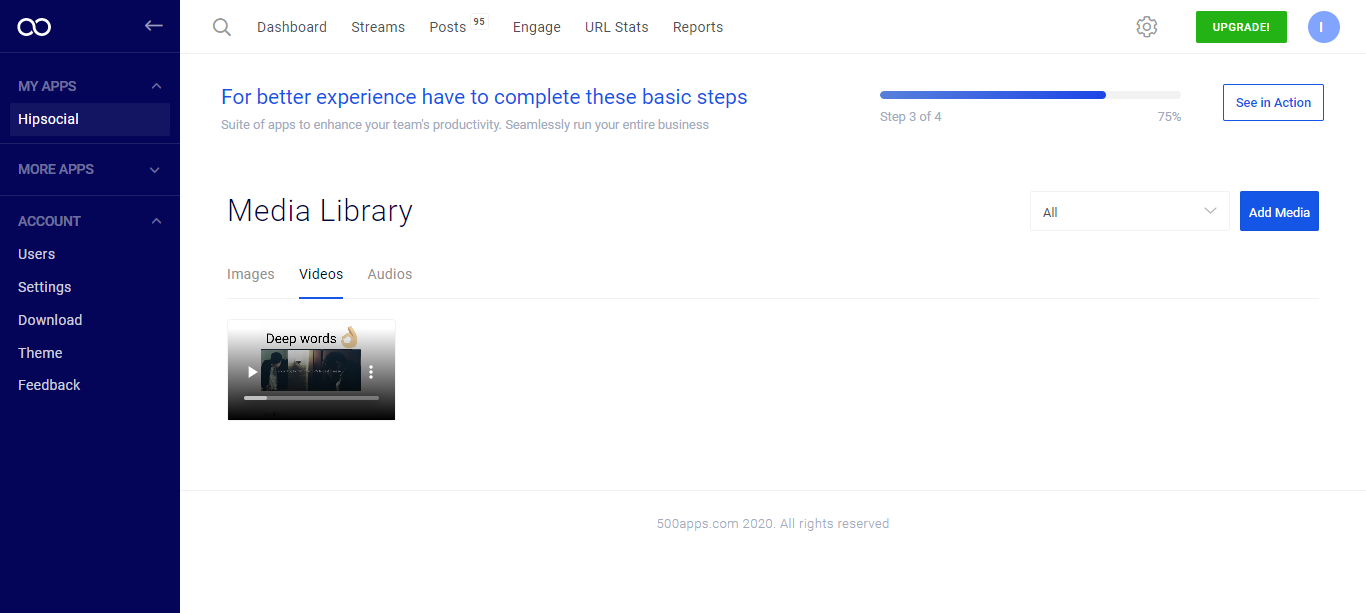 Dashboard Streams Posts 95 Engage URL Stats Reports UPGRADE! I
MY APPS
Hipsocial
MORE APPS
ACCOUNT
Users
Settings
Download
Theme
Feedback
For better experience have to complete these basic steps
Suite of apps to enhance your team's productivity. Seamlessly run your entire business
Step 3 of 4 75%
See in Action
Media Library
All
Add Media
Images Videos Audios
Deep words 👌🏼
500apps.com 2020. All rights reserved